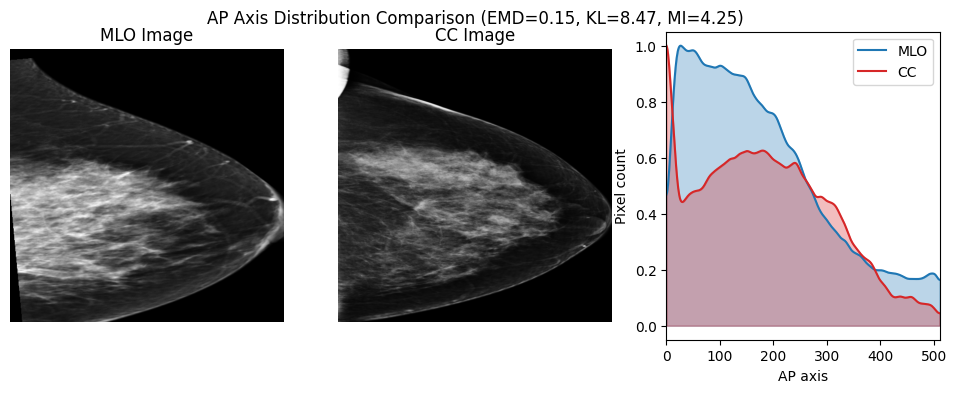 AP Axis Distribution Comparison (EMD=0.15, KL=8.47, MI=4.25)
MLO Image
CC Image
MLO
CC
Pixel count
1.0
0.8
0.6
0.4
0.2
0.0
0 100 200 300 400 500
AP axis